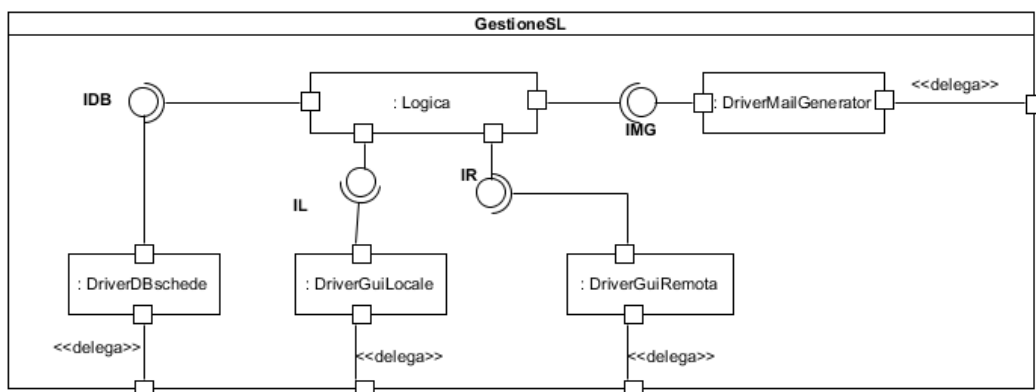 GestioneSL
IDB
: Logica
IMG
: DriverMailGenerator
<<delega>>
IL
IR
: DriverDBschede
: DriverGuiLocale
: DriverGuiRemota
<<delega>>
<<delega>>
<<delega>>